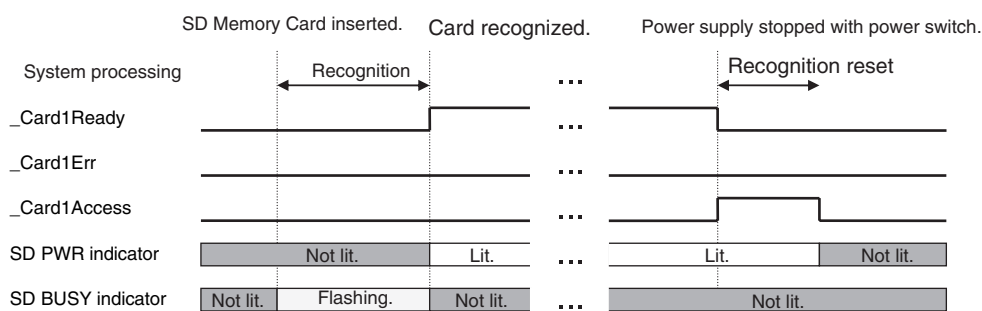 SD Memory Card inserted. Card recognized. Power supply stopped with power switch.
System processing Recognition ... Recognition reset
_Card1Ready ...
_Card1Err ...
_Card1Access ...
SD PWR indicator Not lit. Lit. ... Lit. Not lit.
SD BUSY indicator Not lit. Flashing. Not lit. ... Not lit.